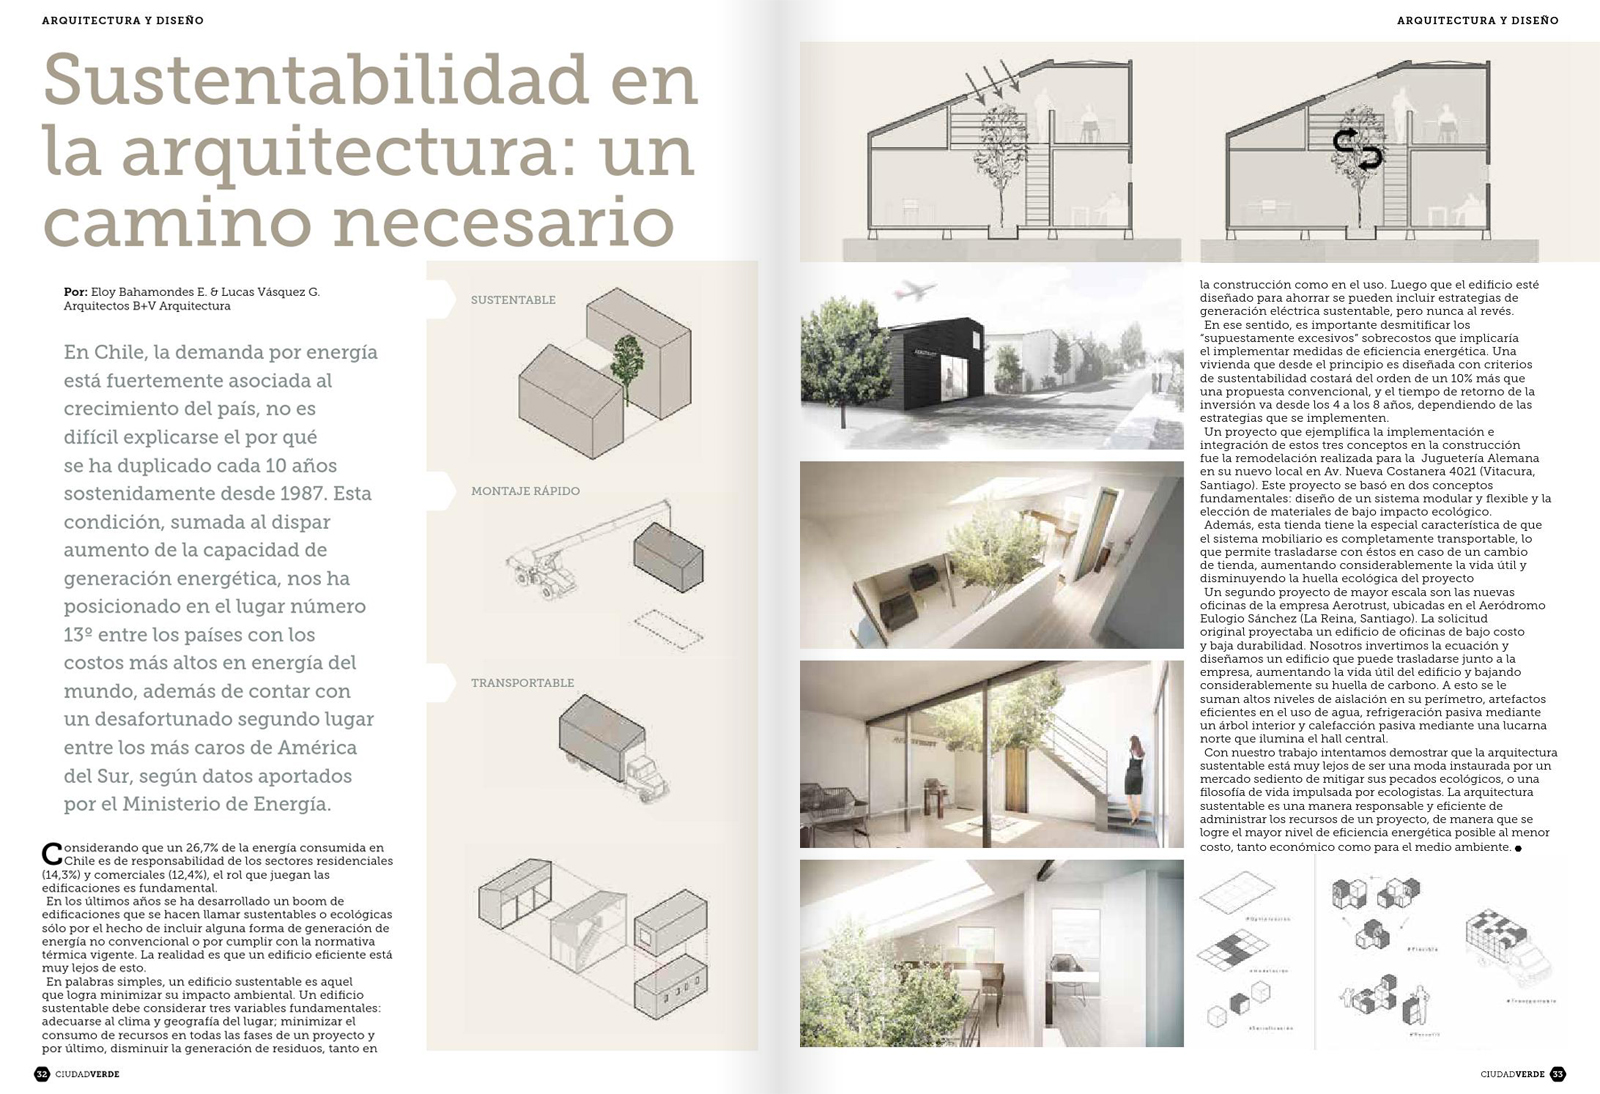 ARQUITECTURA Y DISEÑO
Sustentabilidad en
la arquitectura: un
camino necesario
Por: Eloy Bahamondes E. & Lucas Vásquez G.
Arquitectos B+V Arquitectura
En Chile, la demanda por energía
está fuertemente asociada al
crecimiento del país, no es
difícil explicarse el por qué
se ha duplicado cada 10 años
sostenidamente desde 1987. Esta
condición, sumada al dispar
aumento de la capacidad de
generación energética, nos ha
posicionado en el lugar número
13º entre los países con los
costos más altos en energía del
mundo, además de contar con
un desafortunado segundo lugar
entre los más caros de América
del Sur, según datos aportados
por el Ministerio de Energía.
Considerando que un 26,7% de la energía consumida en
Chile es de responsabilidad de los sectores residenciales
(14,3%) y comerciales (12,4%), el rol que juegan las
edificaciones es fundamental.
En los últimos años se ha desarrollado un boom de
edificaciones que se hacen llamar sustentables o ecológicas
sólo por el hecho de incluir alguna forma de generación de
energía no convencional o por cumplir con la normativa
térmica vigente. La realidad es que un edificio eficiente está
muy lejos de esto.
En palabras simples, un edificio sustentable es aquel
que logra minimizar su impacto ambiental. Un edificio
sustentable debe considerar tres variables fundamentales:
adecuarse al clima y geografía del lugar; minimizar el
consumo de recursos en todas las fases de un proyecto y
por último, disminuir la generación de residuos, tanto en
SUSTENTABLE
MONTAJE RÁPIDO
TRANSPORTABLE
32 CIUDADVERDE
ARQUITECTURA Y DISEÑO
AEROTRUST
AEROTRUST
la construcción como en el uso. Luego que el edificio esté
diseñado para ahorrar se pueden incluir estrategias de
generación eléctrica sustentable, pero nunca al revés.
En ese sentido, es importante desmitificar los
“supuestamente excesivos” sobrecostos que implicaría
el implementar medidas de eficiencia energética. Una
vivienda que desde el principio es diseñada con criterios
de sustentabilidad costará del orden de un 10% más que
una propuesta convencional, y el tiempo de retorno de la
inversión va desde los 4 a los 8 años, dependiendo de las
estrategias que se implementen.
Un proyecto que ejemplifica la implementación e
integración de estos tres conceptos en la construcción
fue la remodelación realizada para la Juguetería Alemana
en su nuevo local en Av. Nueva Costanera 4021 (Vitacura,
Santiago). Este proyecto se basó en dos conceptos
fundamentales: diseño de un sistema modular y flexible y la
elección de materiales de bajo impacto ecológico.
Además, esta tienda tiene la especial característica de que
el sistema mobiliario es completamente transportable, lo
que permite trasladarse con éstos en caso de un cambio
de tienda, aumentando considerablemente la vida útil y
disminuyendo la huella ecológica del proyecto
Un segundo proyecto de mayor escala son las nuevas
oficinas de la empresa Aerotrust, ubicadas en el Aeródromo
Eulogio Sánchez (La Reina, Santiago). La solicitud
original proyectaba un edificio de oficinas de bajo costo
y baja durabilidad. Nosotros invertimos la ecuación y
diseñamos un edificio que puede trasladarse junto a la
empresa, aumentando la vida útil del edificio y bajando
considerablemente su huella de carbono. A esto se le
suman altos niveles de aislación en su perímetro, artefactos
eficientes en el uso de agua, refrigeración pasiva mediante
un árbol interior y calefacción pasiva mediante una lucarna
norte que ilumina el hall central.
Con nuestro trabajo intentamos demostrar que la arquitectura
sustentable está muy lejos de ser una moda instaurada por un
mercado sediento de mitigar sus pecados ecológicos, o una
filosofía de vida impulsada por ecologistas. La arquitectura
sustentable es una manera responsable y eficiente de
administrar los recursos de un proyecto, de manera que se
logre el mayor nivel de eficiencia energética posible al menor
costo, tanto económico como para el medio ambiente.
#Flexible
#Transportable
CIUDADVERDE 33